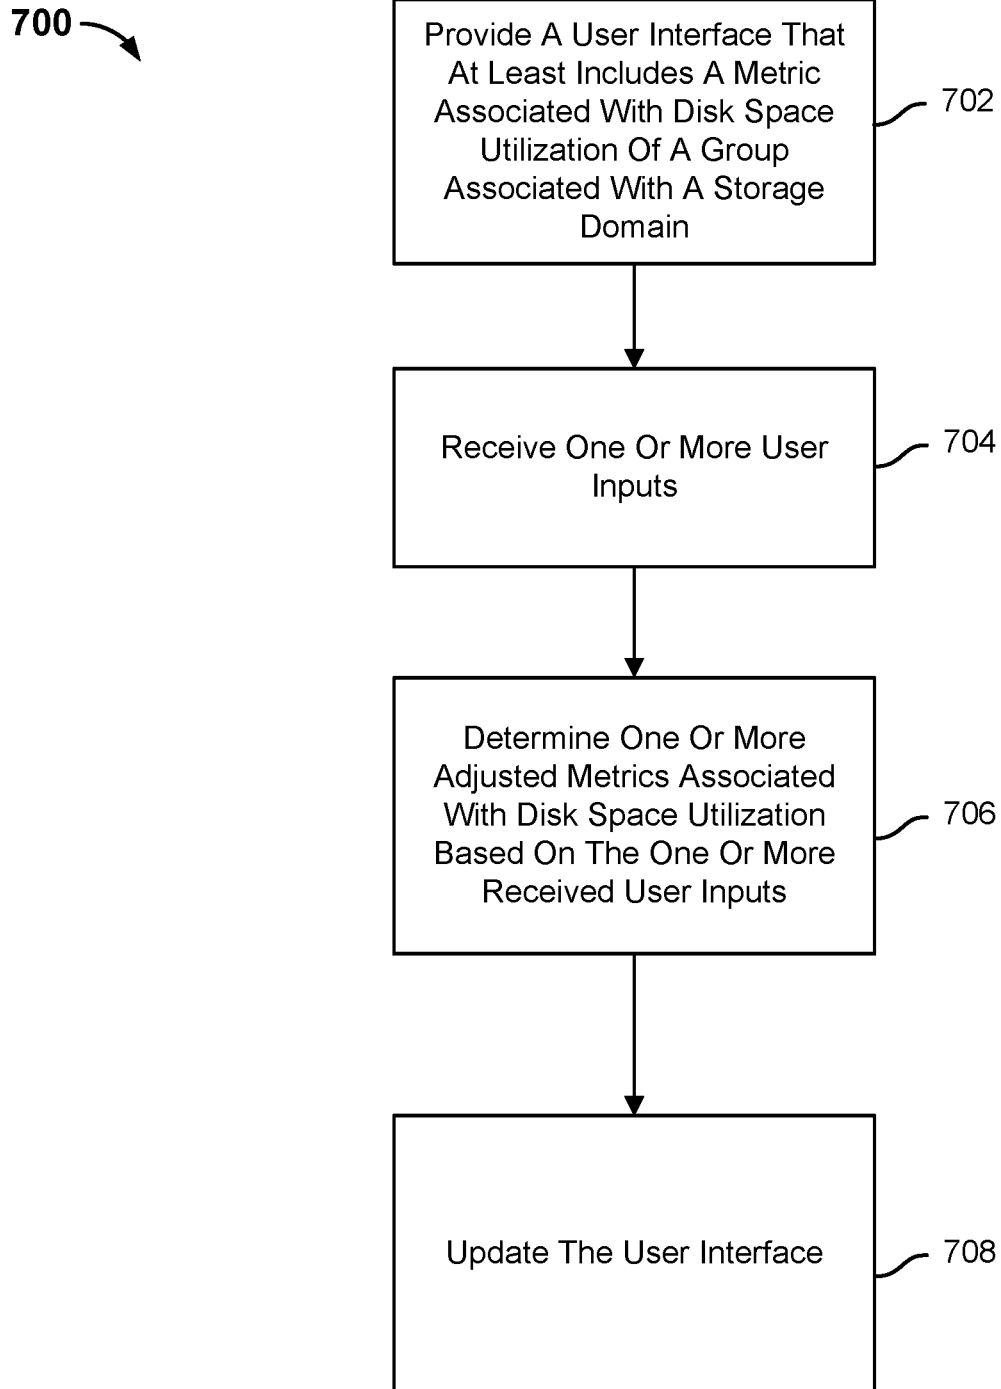 700
Provide A User Interface That
At Least Includes A Metric
Associated With Disk Space
Utilization Of A Group
Associated With A Storage
Domain
702
Receive One Or More User
Inputs
704
Determine One Or More
Adjusted Metrics Associated
With Disk Space Utilization
Based On The One Or More
Received User Inputs
706
Update The User Interface
708